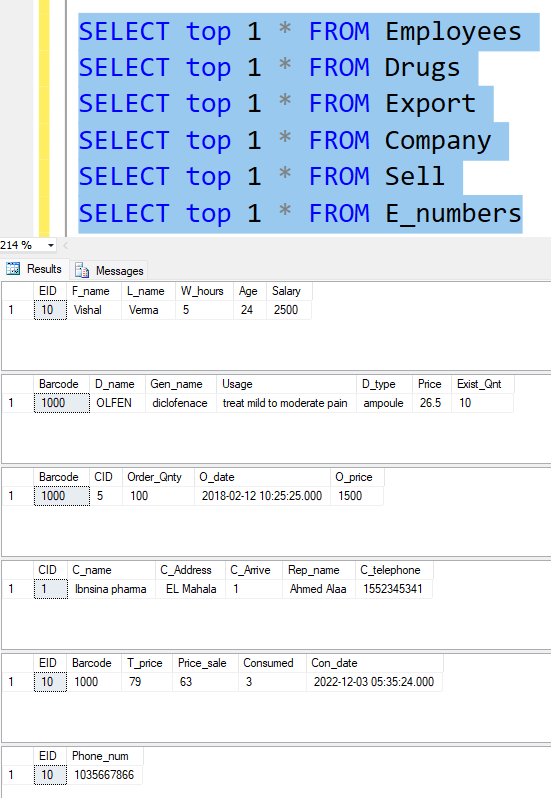 SELECT top 1 * FROM Employees
SELECT top 1 * FROM Drugs
SELECT top 1 * FROM Export
SELECT top 1 * FROM Company
SELECT top 1 * FROM Sell
SELECT top 1 * FROM E_numbers
214 %
Results Messages
EID F_name L_name W_hours Age Salary
1 10 Vishal Verma 5 24 2500
Barcode D_name Gen_name Usage D_type Price Exist_Qnt
1 1000 OLFEN diclofenace treat mild to moderate pain ampoule 26.5 10
Barcode CID Order_Qnty O_date O_price
1 1000 5 100 2018-02-12 10:25:25.000 1500
CID C_name C_Address C_Arrive Rep_name C_telephone
1 1 Ibnsina pharma EL Mahala 1 Ahmed Alaa 1552345341
EID Barcode T_price Price_sale Consumed Con_date
1 10 1000 79 63 3 2022-12-03 05:35:24.000
EID Phone_num
1 10 1035667866